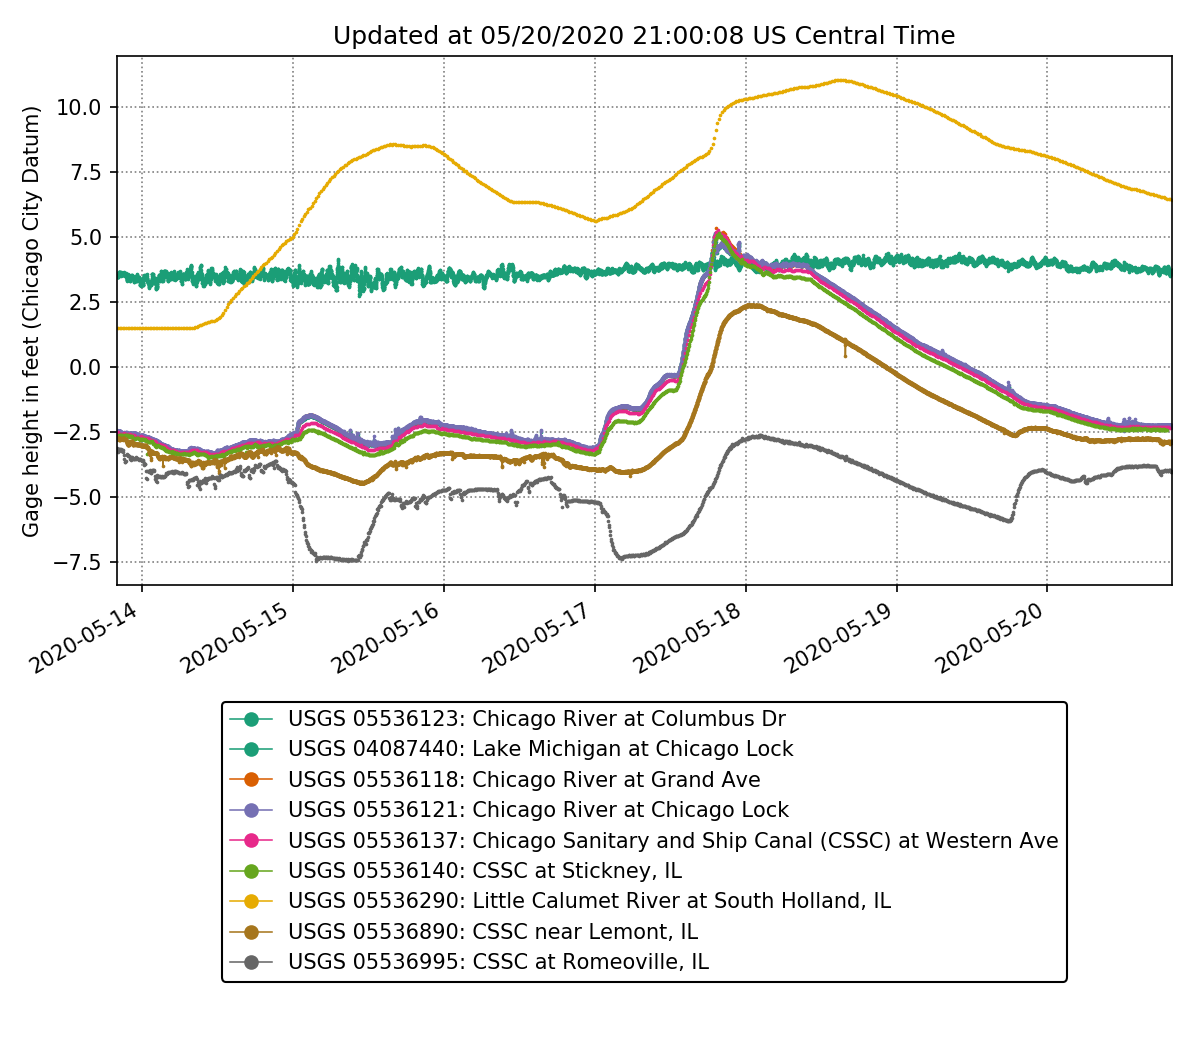 Updated at 05/20/2020 21:00:08 US Central Time
Gage height in feet (Chicago City Datum)
10.0
7.5
5.0
2.5
0.0
−2.5
−5.0
−7.5
2020-05-14
2020-05-15
2020-05-16
2020-05-17
2020-05-18
2020-05-19
2020-05-20
USGS 05536123: Chicago River at Columbus Dr
USGS 04087440: Lake Michigan at Chicago Lock
USGS 05536118: Chicago River at Grand Ave
USGS 05536121: Chicago River at Chicago Lock
USGS 05536137: Chicago Sanitary and Ship Canal (CSSC) at Western Ave
USGS 05536140: CSSC at Stickney, IL
USGS 05536290: Little Calumet River at South Holland, IL
USGS 05536890: CSSC near Lemont, IL
USGS 05536995: CSSC at Romeoville, IL